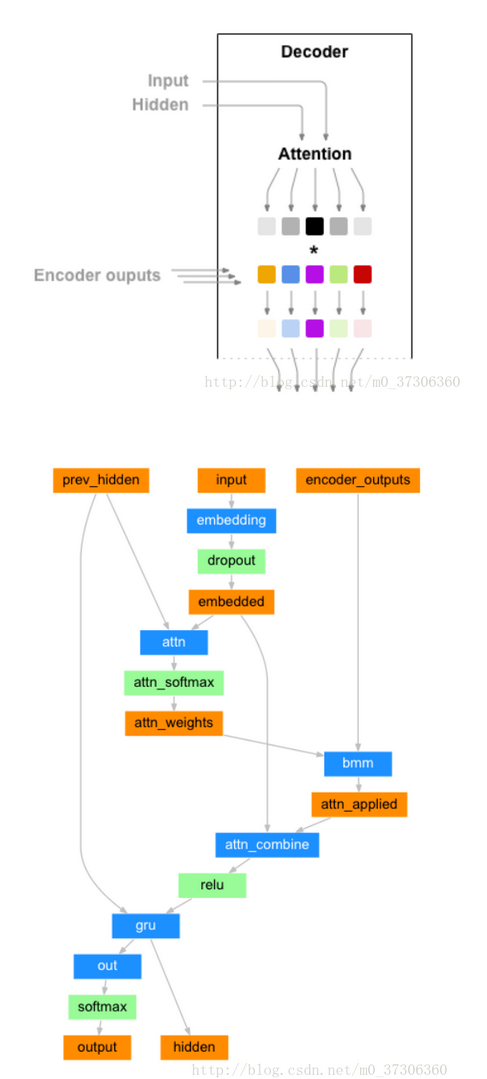 Decoder
Input
Hidden
Attention
*
Encoder ouputs
http://blog.csdn.net/m0_37306360
prev_hidden input encoder_outputs
embedding
dropout
embedded
attn
attn_softmax
attn_weights
bmm
attn_applied
attn_combine
relu
gru
out
softmax
output hidden
http://blog.csdn.net/m0_37306360